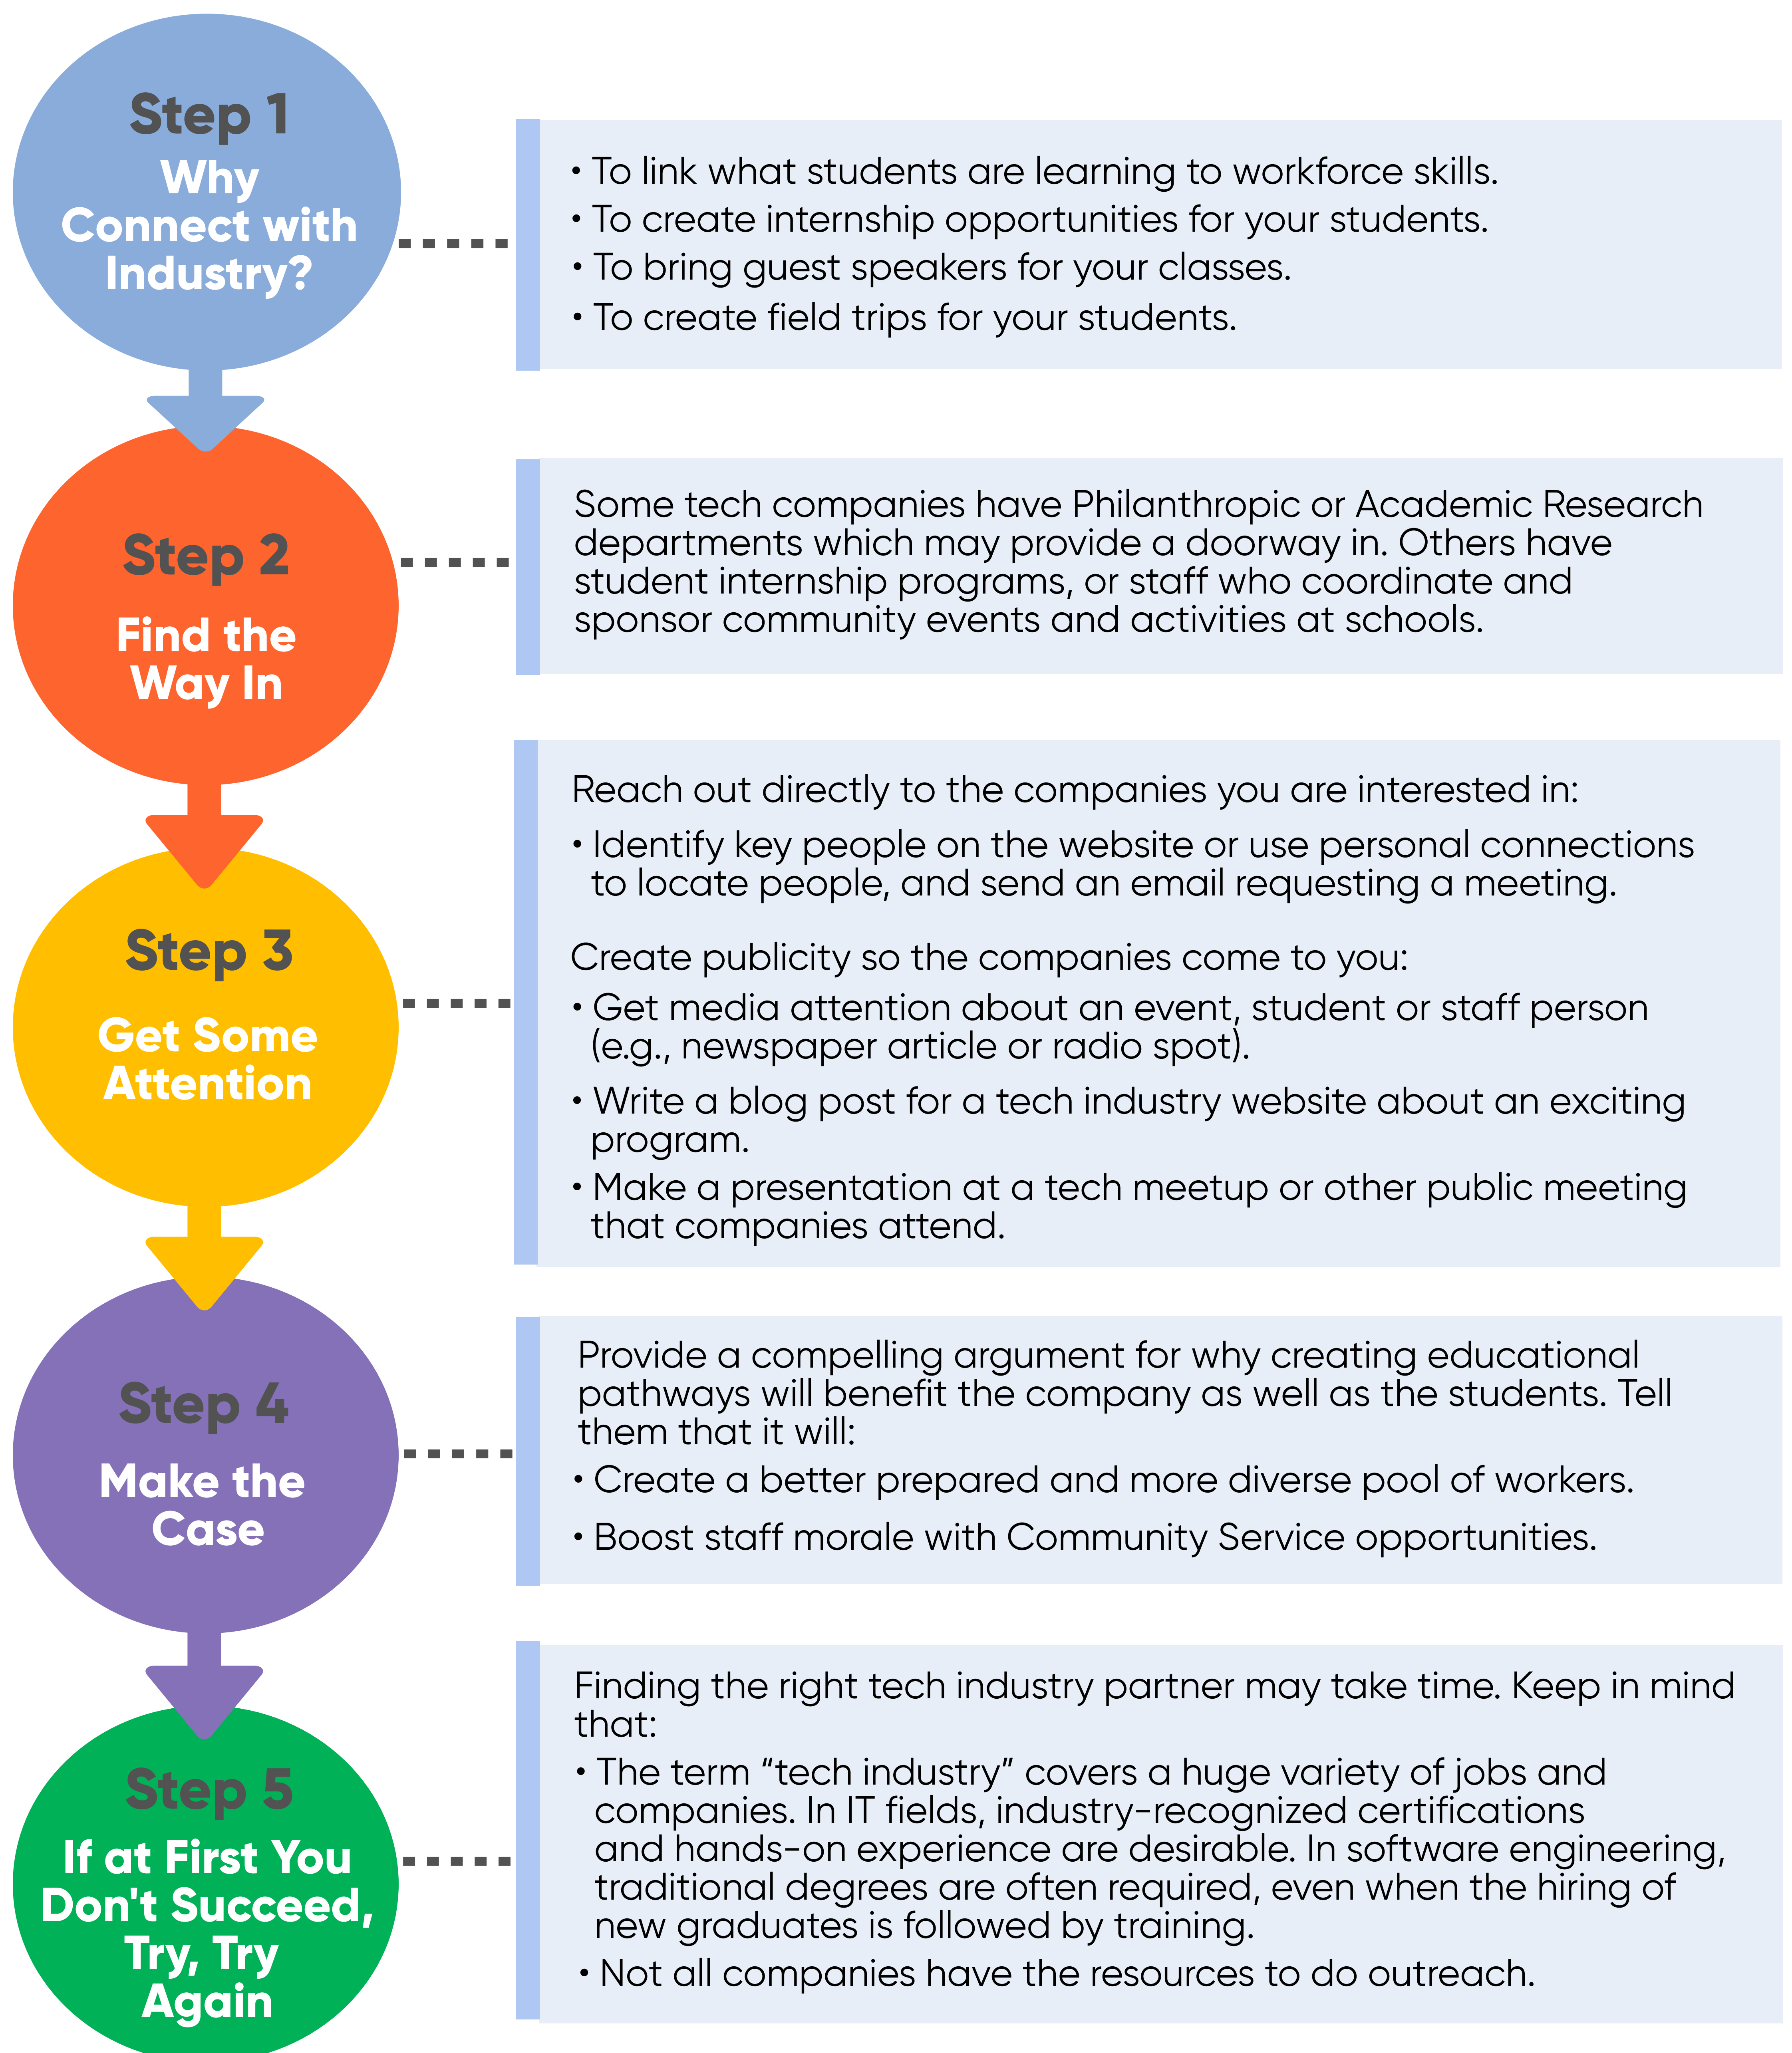 Step 1
Why
Connect with
Industry?
• To link what students are learning to workforce skills.
• To create internship opportunities for your students.
• To bring guest speakers for your classes.
• To create field trips for your students.
Step 2
Find the
Way In
Some tech companies have Philanthropic or Academic Research
departments which may provide a doorway in. Others have
student internship programs, or staff who coordinate and
sponsor community events and activities at schools.
Step 3
Get Some
Attention
Reach out directly to the companies you are interested in:
• Identify key people on the website or use personal connections
to locate people, and send an email requesting a meeting.
Create publicity so the companies come to you:
• Get media attention about an event, student or staff person
(e.g., newspaper article or radio spot).
• Write a blog post for a tech industry website about an exciting
program.
• Make a presentation at a tech meetup or other public meeting
that companies attend.
Step 4
Make the
Case
Provide a compelling argument for why creating educational
pathways will benefit the company as well as the students. Tell
them that it will:
• Create a better prepared and more diverse pool of workers.
• Boost staff morale with Community Service opportunities.
Step 5
If at First You
Don't Succeed,
Try, Try
Again
Finding the right tech industry partner may take time. Keep in mind
that:
• The term “tech industry” covers a huge variety of jobs and
companies. In IT fields, industry-recognized certifications
and hands-on experience are desirable. In software engineering,
traditional degrees are often required, even when the hiring of
new graduates is followed by training.
• Not all companies have the resources to do outreach.